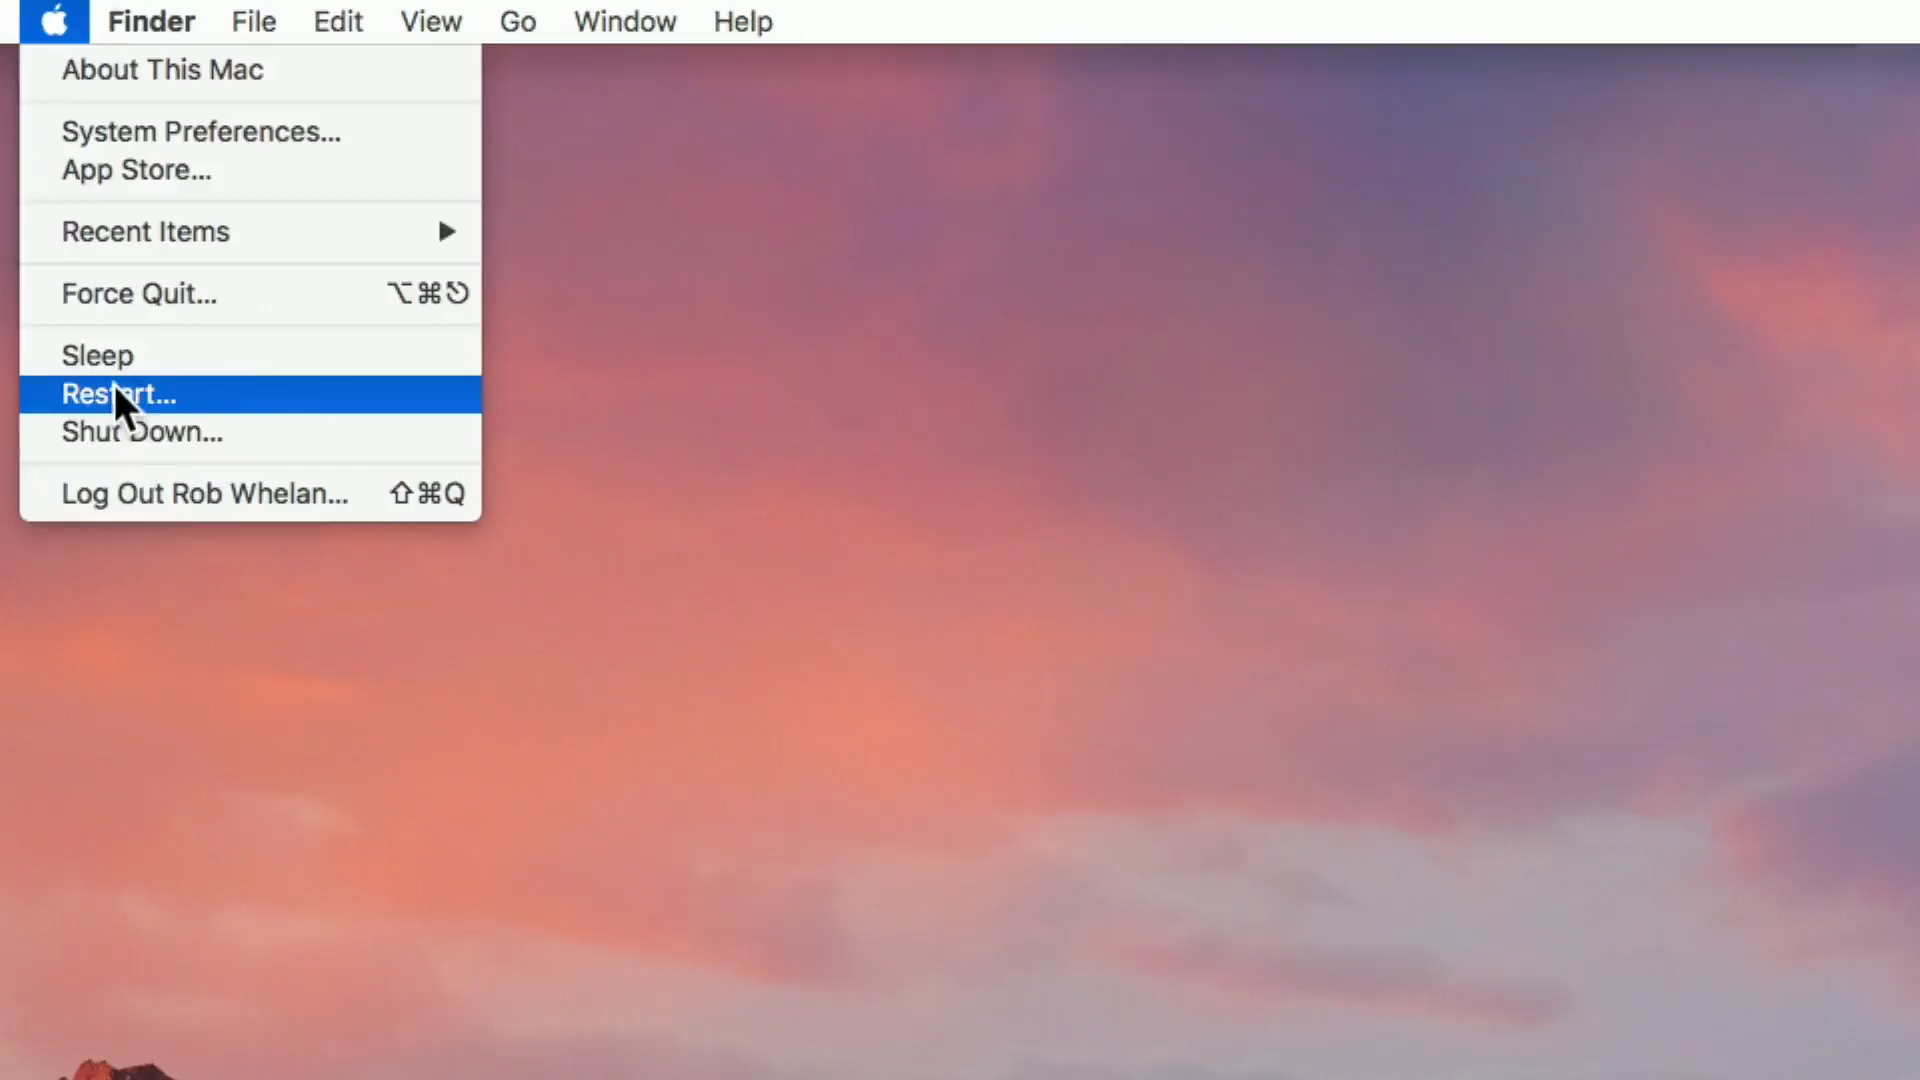 Finder File Edit View Go Window Help
About This Mac
System Preferences...
App Store...
Recent Items ▶
Force Quit... ⌥⌘⎋
Sleep
Restart...
Shut Down...
Log Out Rob Whelan... ⇧⌘Q